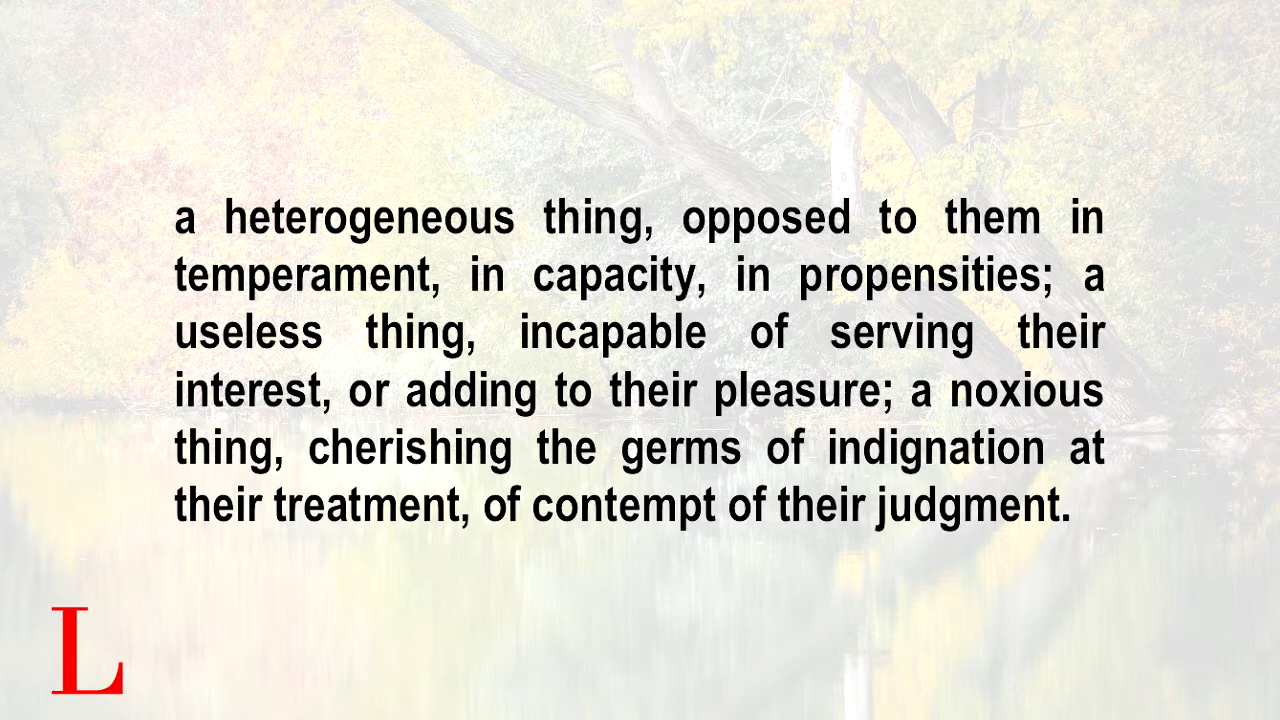 a heterogeneous thing, opposed to them in
temperament, in capacity, in propensities; a
useless thing, incapable of serving their
interest, or adding to their pleasure; a noxious
thing, cherishing the germs of indignation at
their treatment, of contempt of their judgment.
L